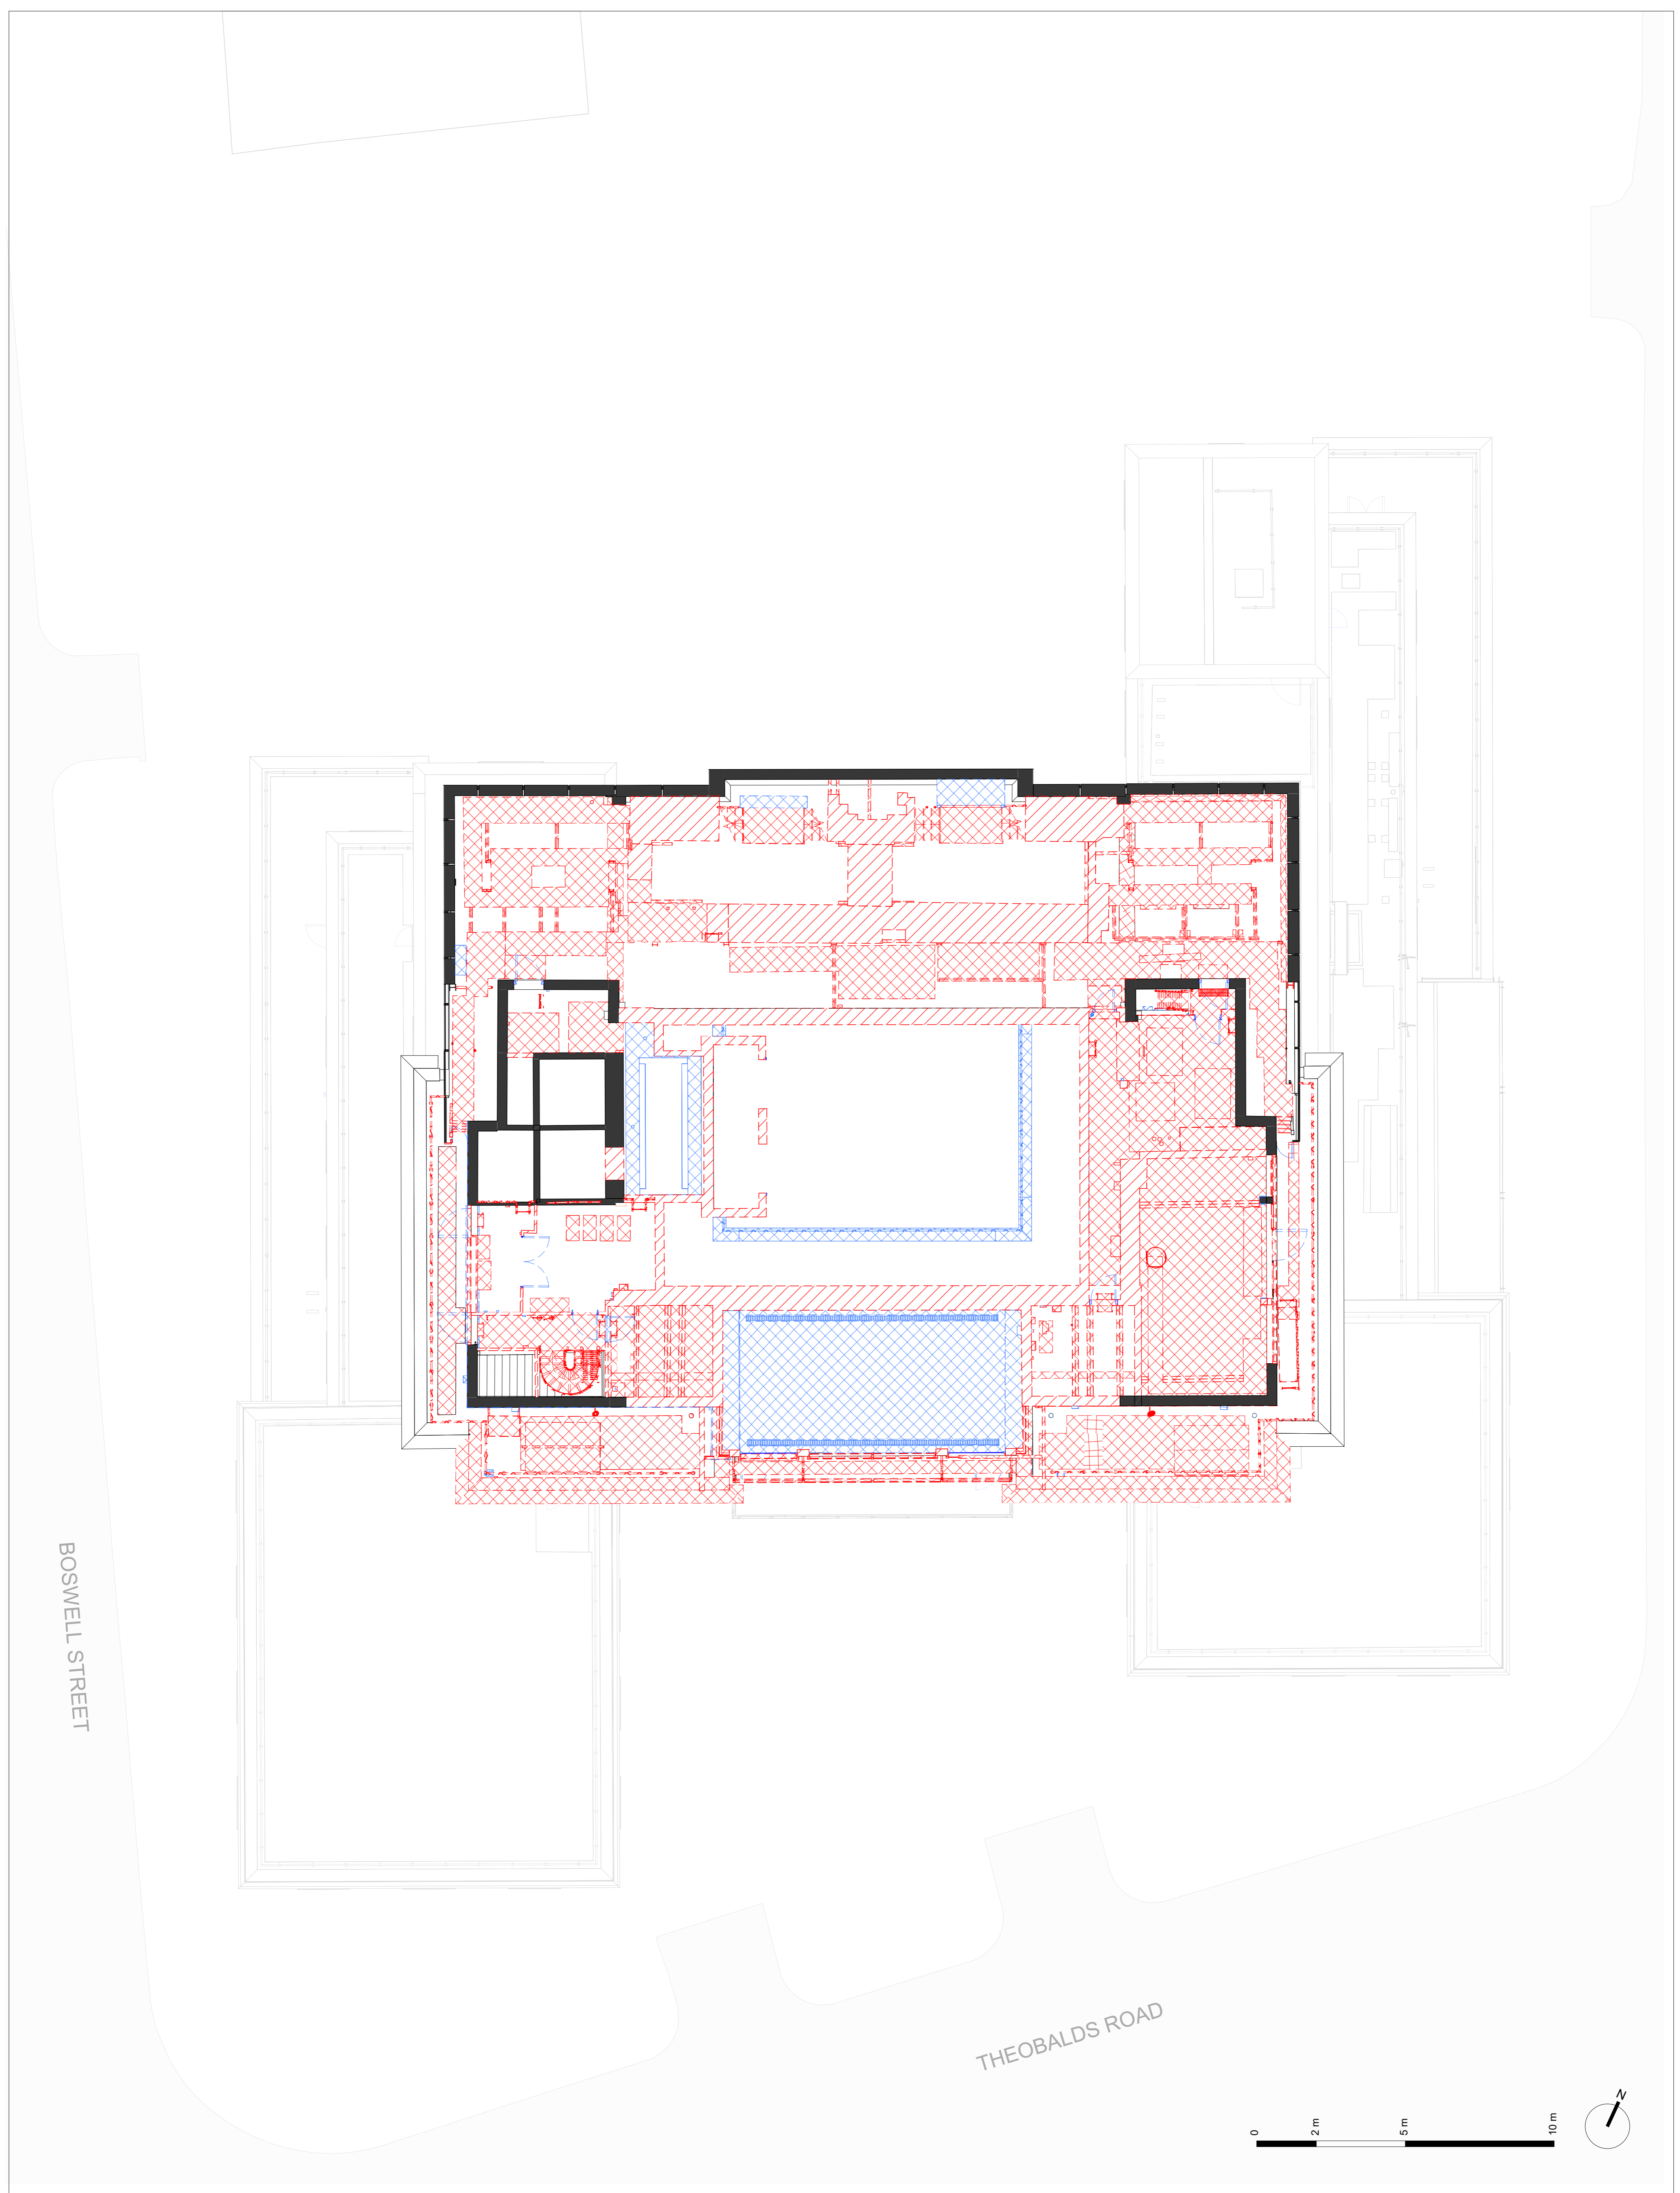 BOSWELL STREET
THEOBALDS ROAD
0
2 m
5 m
10 m
N